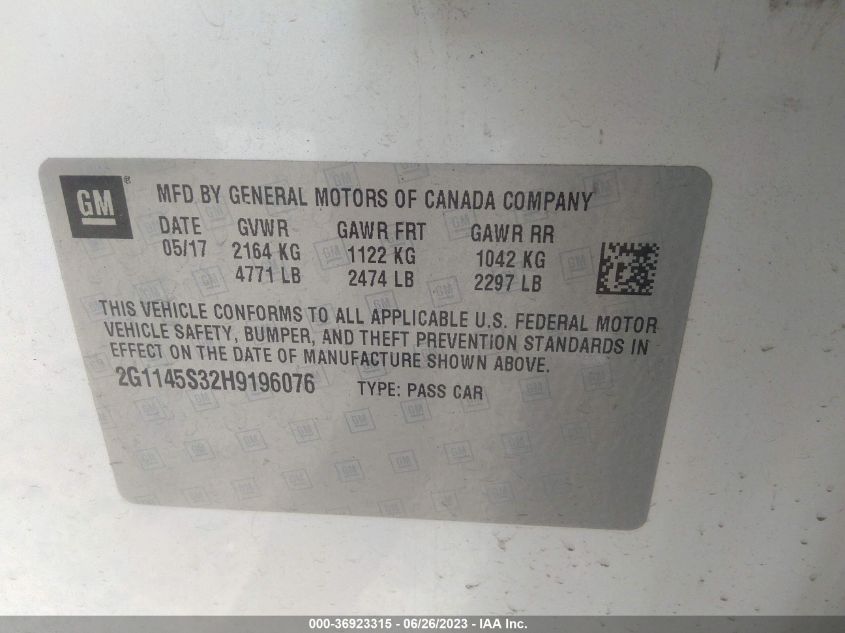 GM®
MFD BY GENERAL MOTORS OF CANADA COMPANY
DATE GVWR GAWR FRT GAWR RR
05/17 2164 KG 1122 KG 1042 KG
4771 LB 2474 LB 2297 LB
THIS VEHICLE CONFORMS TO ALL APPLICABLE U.S. FEDERAL MOTOR
VEHICLE SAFETY, BUMPER, AND THEFT PREVENTION STANDARDS IN
EFFECT ON THE DATE OF MANUFACTURE SHOWN ABOVE.
2G1145S32H9196076 TYPE: PASS CAR
000-36923315 - 06/26/2023 - IAA Inc.